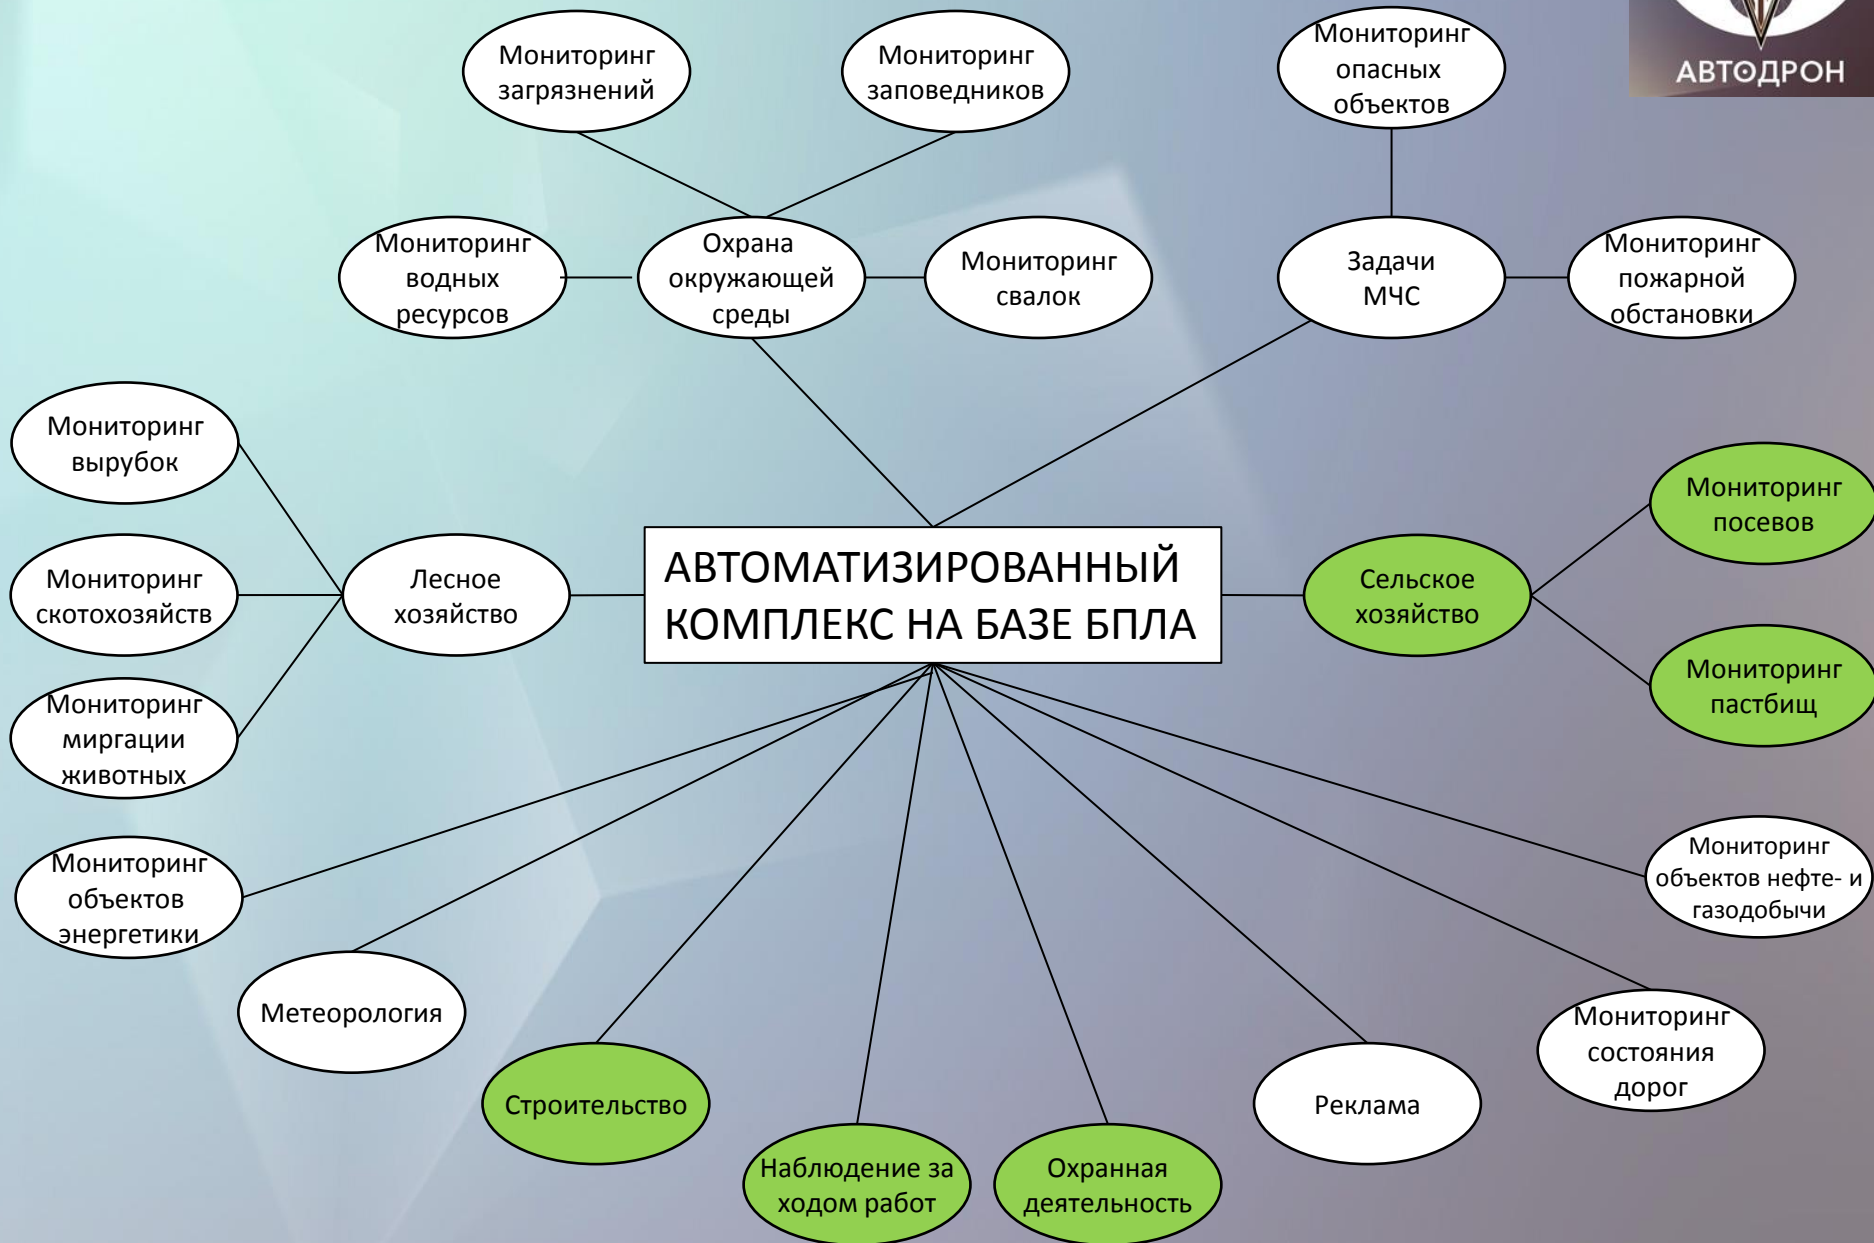 Мониторинг
загрязнений
Мониторинг
заповедников
Мониторинг
опасных
объектов
АВТОДРОН
Мониторинг
водных
ресурсов
Охрана
окружающей
среды
Мониторинг
свалок
Задачи
МЧС
Мониторинг
пожарной
обстановки
Мониторинг
вырубок
Мониторинг
посевов
Мониторинг
скотохозяйств
Лесное
хозяйство
АВТОМАТИЗИРОВАННЫЙ
КОМПЛЕКС НА БАЗЕ БПЛА
Сельское
хозяйство
Мониторинг
пастбищ
Мониторинг
миргации
животных
Мониторинг
объектов
энергетики
Мониторинг
объектов нефте- и
газодобычи
Метеорология
Мониторинг
состояния
дорог
Строительство
Реклама
Наблюдение за
ходом работ
Охранная
деятельность